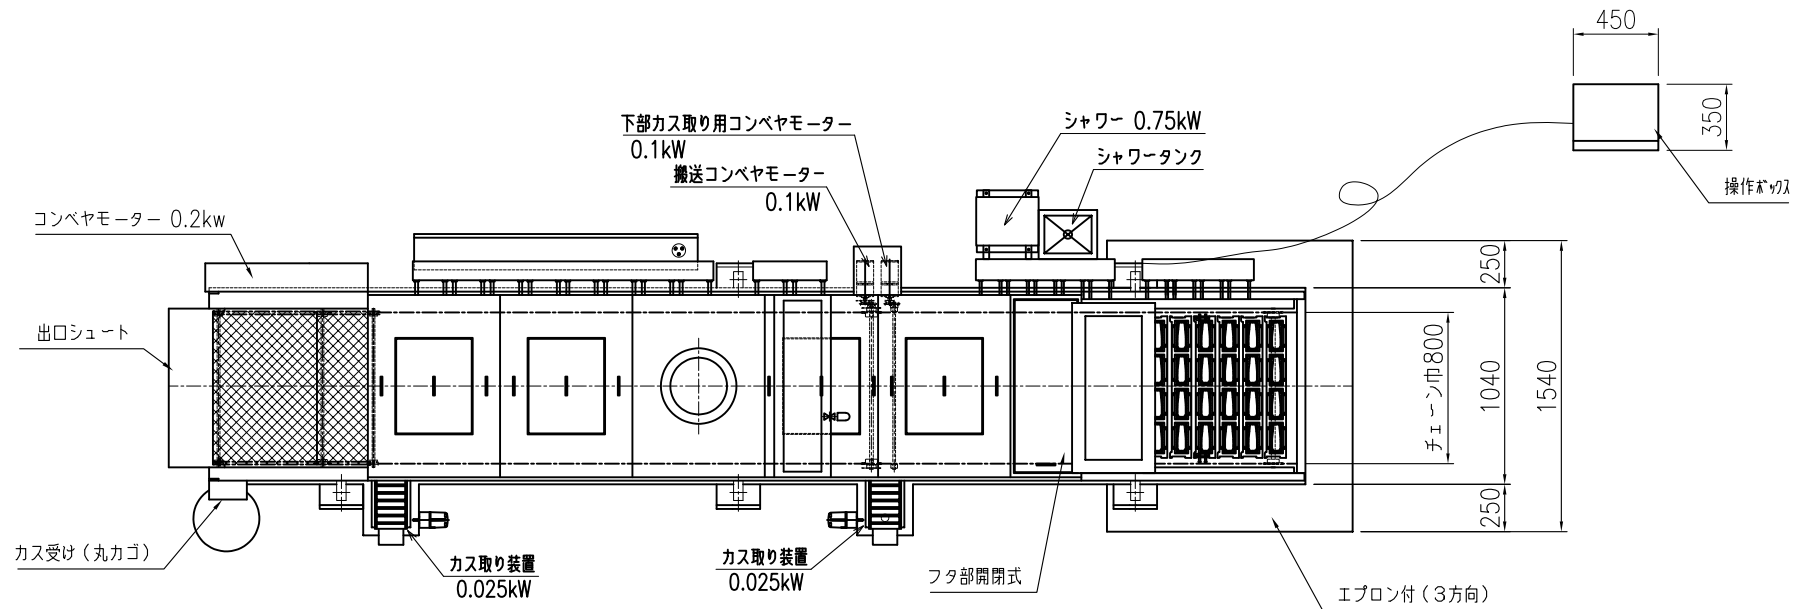 450
350
操作ボックス
シャワー 0.75kW
シャワータンク
下部カス取り用コンベヤモーター
0.1kW
搬送コンベヤモーター
0.1kW
コンベヤモーター 0.2kw
出口シュート
250
チェーン巾800
1040
1540
250
カス受け（丸カゴ）
カス取り装置
0.025kW
カス取り装置
0.025kW
フタ部開閉式
エプロン付（3方向）